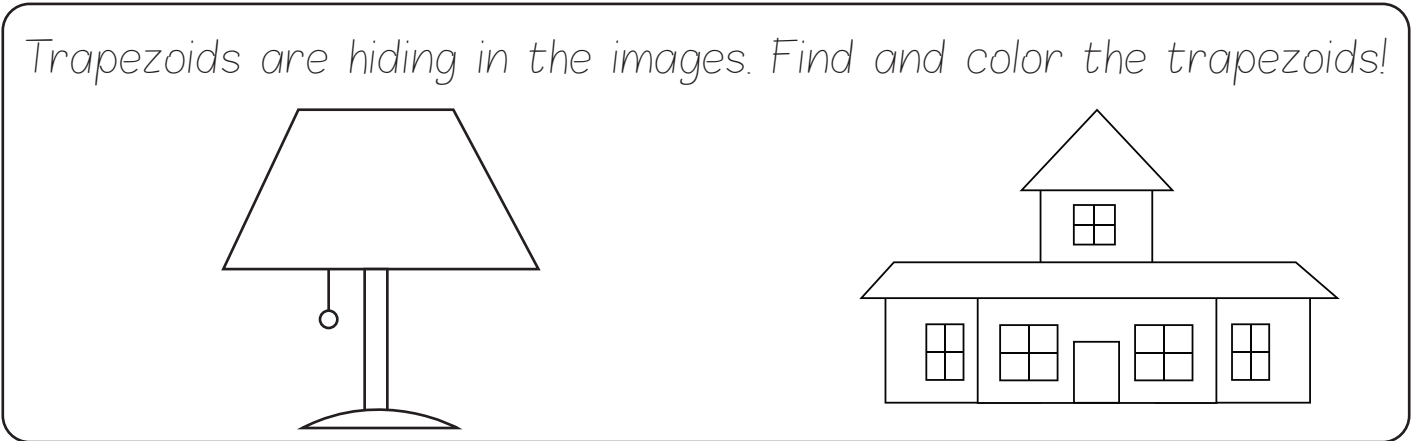 Trapezoids are hiding in the images. Find and color the trapezoids!